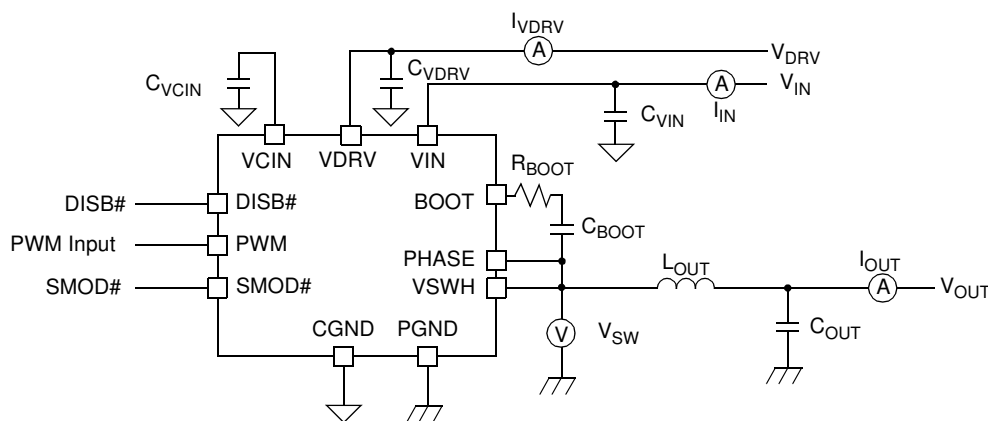 I_VDRV
A
V_DRV
C_VCIN
C_VDRV
A
V_IN
I_IN
C_VIN
VCIN
VDRV
VIN
R_BOOT
BOOT
DISB#
DISB#
C_BOOT
PWM Input
PWM
PHASE
L_OUT
I_OUT
SMOD#
SMOD#
VSWH
A
V_OUT
CGND
PGND
V
V_SW
C_OUT